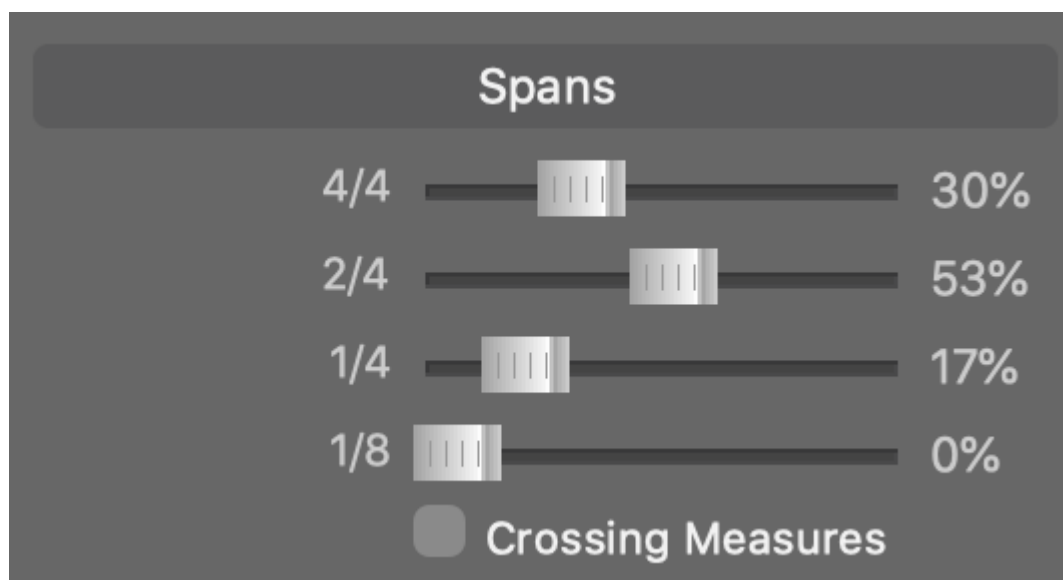 Spans
4/4 30%
2/4 53%
1/4 17%
1/8 0%
Crossing Measures